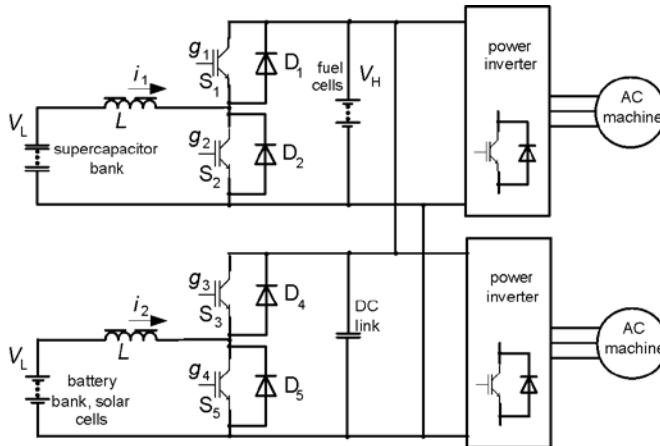 g1
S1
D1
i1
L
VL
supercapacitor
bank
g2
S2
D2
fuel
cells
VH
power
inverter
AC
machine
g3
S3
D4
i2
L
VL
battery
bank, solar
cells
g4
S5
D5
DC
link
power
inverter
AC
machine